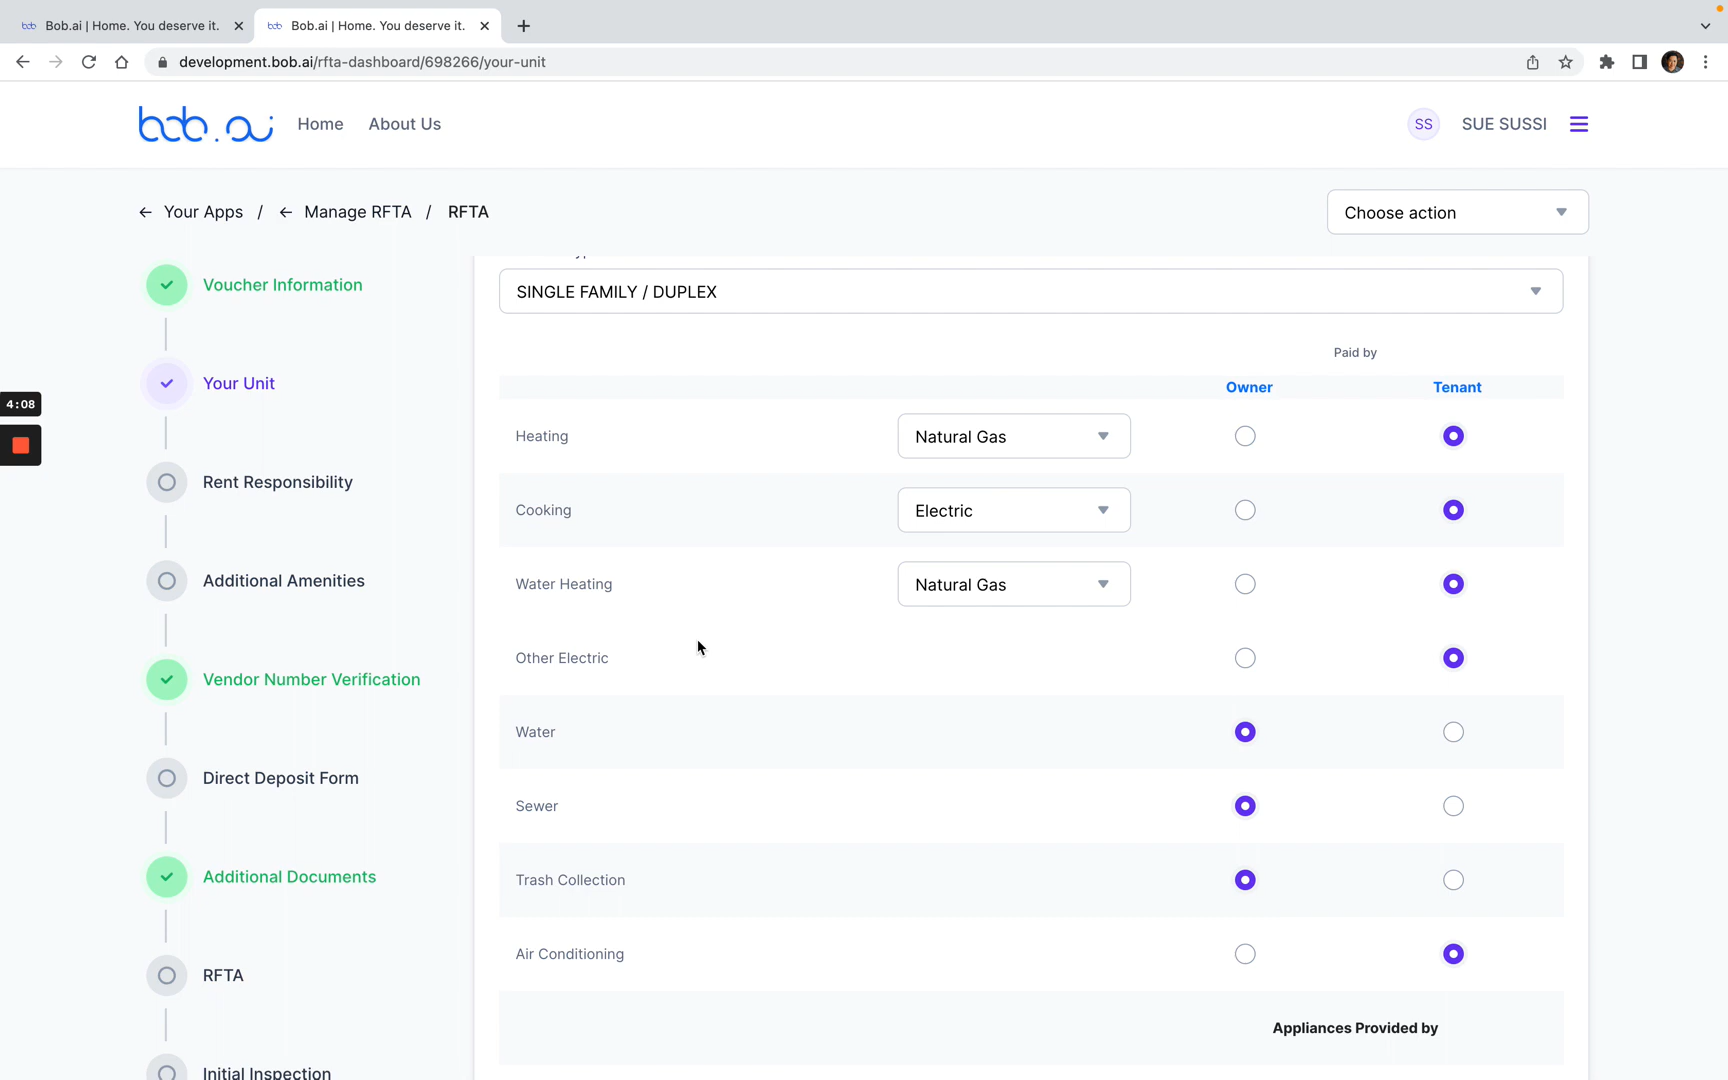 bob Bob.ai | Home. You deserve it.
bob Bob.ai | Home. You deserve it.
development.bob.ai/rfta-dashboard/698266/your-unit
bob.ai Home About Us
SS SUE SUSSI
← Your Apps / ← Manage RFTA / RFTA
Choose action
Voucher Information
Your Unit
Rent Responsibility
Additional Amenities
Vendor Number Verification
Direct Deposit Form
Additional Documents
RFTA
Initial Inspection
4:08
SINGLE FAMILY / DUPLEX
Paid by
Owner Tenant
Heating Natural Gas
Cooking Electric
Water Heating Natural Gas
Other Electric
Water
Sewer
Trash Collection
Air Conditioning
Appliances Provided by